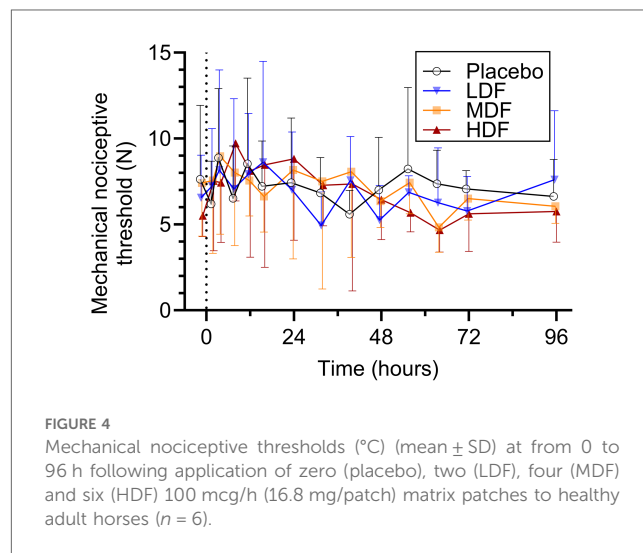 15
10
5
0
Mechanical nociceptive
threshold (N)
Placebo
LDF
MDF
HDF
0 24 48 72 96
Time (hours)
FIGURE 4
Mechanical nociceptive thresholds (°C) (mean ± SD) at from 0 to
96 h following application of zero (placebo), two (LDF), four (MDF)
and six (HDF) 100 mcg/h (16.8 mg/patch) matrix patches to healthy
adult horses (n = 6).